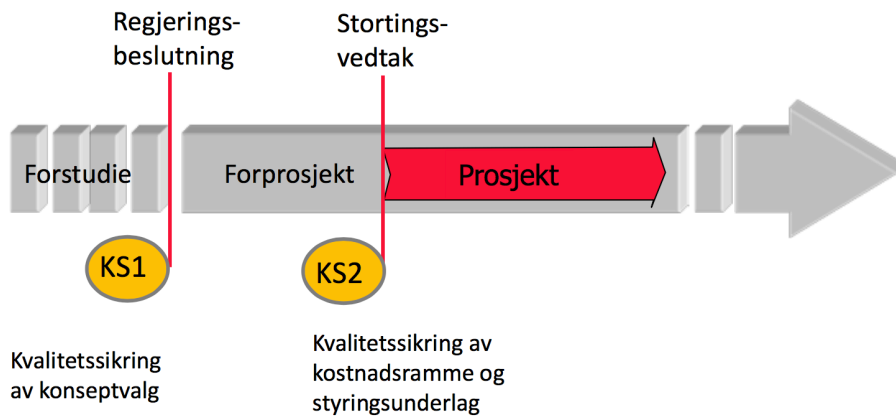 Regjerings-
beslutning
Stortings-
vedtak
Forstudie
Forprosjekt
Prosjekt
KS1
KS2
Kvalitetssikring
av konseptvalg
Kvalitetssikring av
kostnadsramme og
styringsunderlag